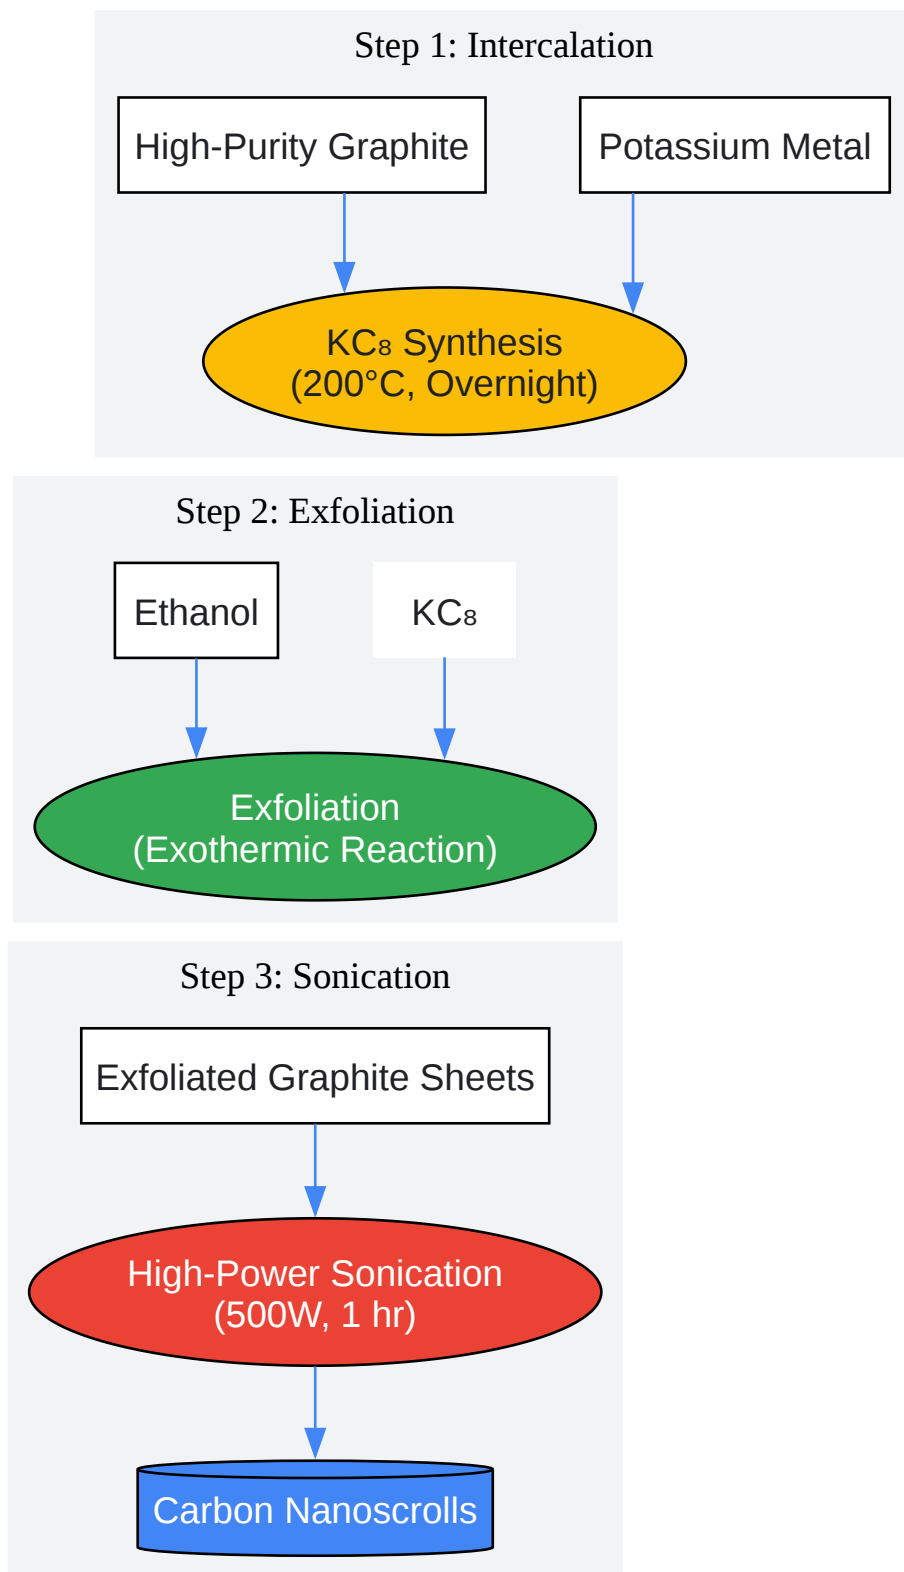 Step 1: Intercalation
High-Purity Graphite
Potassium Metal
KC₈ Synthesis
(200°C, Overnight)
Step 2: Exfoliation
Ethanol
KC₈
Exfoliation
(Exothermic Reaction)
Step 3: Sonication
Exfoliated Graphite Sheets
High-Power Sonication
(500W, 1 hr)
Carbon Nanoscrolls